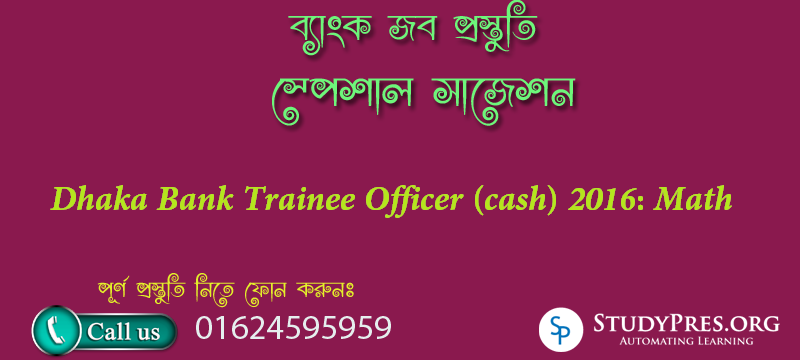 ব্যাংক জব প্রস্তুতি
স্পেশাল সাজেশন
Dhaka Bank Trainee Officer (cash) 2016: Math
পূর্ণ প্রস্তুতি নিতে ফোন করুনঃ
Call us 01624595959
SP STUDYPRES.ORG
AUTOMATING LEARNING